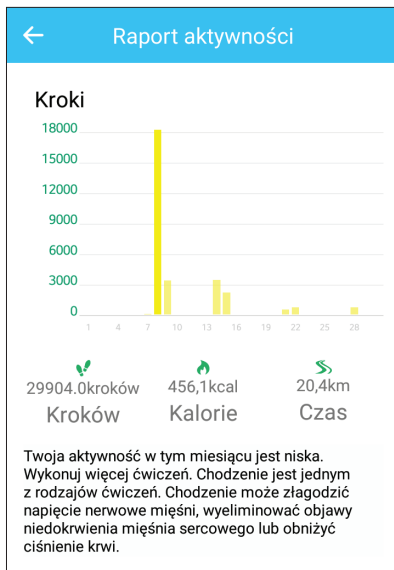 Raport aktywności
Kroki
18000
15000
12000
9000
6000
3000
0
1 4 7 10 13 16 19 22 25 28
29904.0kroków 456,1kcal 20,4km
Kroków Kalorie Czas
Twoja aktywność w tym miesiącu jest niska.
Wykonuj więcej ćwiczeń. Chodzenie jest jednym
z rodzajów ćwiczeń. Chodzenie może złagodzić
napięcie nerwowe mięśni, wyeliminować objawy
niedokrwienia mięśnia sercowego lub obniżyć
ciśnienie krwi.